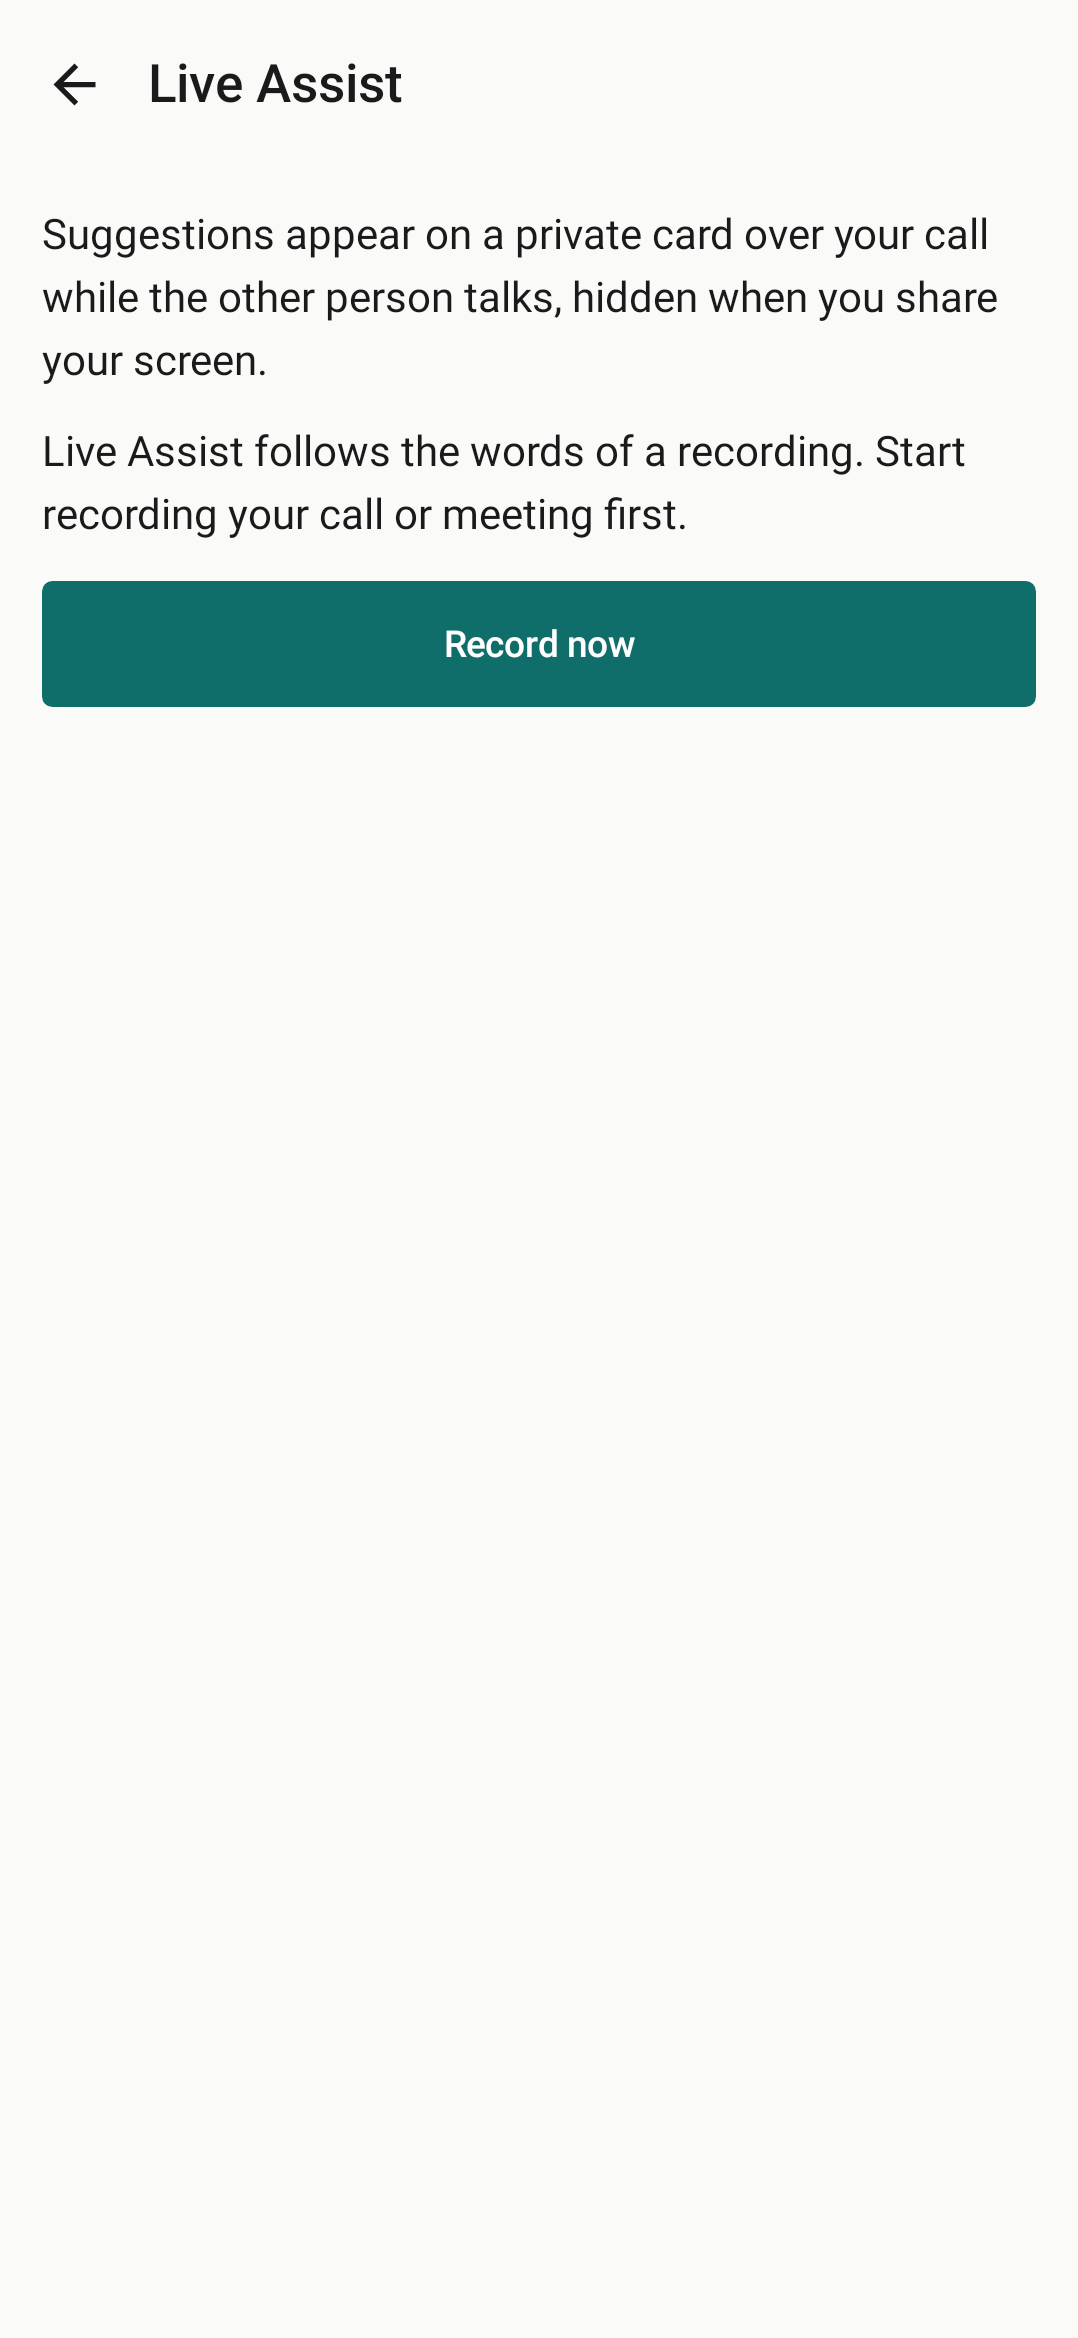 Live Assist
Suggestions appear on a private card over your call
while the other person talks, hidden when you share
your screen.
Live Assist follows the words of a recording. Start
recording your call or meeting first.
Record now